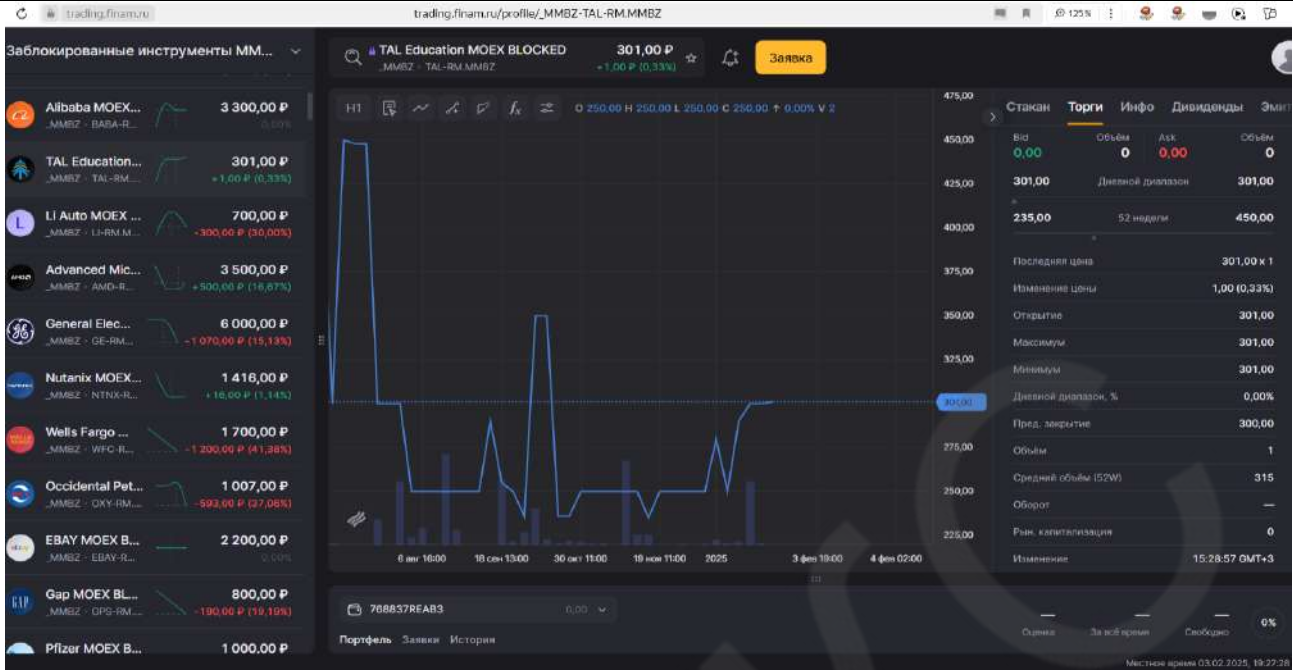 trading.finam.ru
trading.finam.ru/profile/_MMBZ-TAL-RM.MMBZ
125%
Заблокированные инструменты ММ...
TAL Education MOEX BLOCKED
301,00 ₽
_MMBZ · TAL-RM.MMBZ
+1,00 ₽ (0,33%)
Заявка
Alibaba MOEX...
3 300,00 ₽
_MMBZ · BABA-R...
0,00%
TAL Education...
301,00 ₽
_MMBZ · TAL-RM....
+1,00 ₽ (0,33%)
Li Auto MOEX ...
700,00 ₽
_MMBZ · LI-RM.M...
-300,00 ₽ (30,00%)
Advanced Mic...
3 500,00 ₽
_MMBZ · AMD-R...
+500,00 ₽ (16,67%)
General Elec...
6 000,00 ₽
_MMBZ · GE-RM...
-1 070,00 ₽ (15,13%)
Nutanix MOEX...
1 416,00 ₽
_MMBZ · NTNX-R...
+16,00 ₽ (1,14%)
Wells Fargo ...
1 700,00 ₽
_MMBZ · WFC-R...
-1 200,00 ₽ (41,38%)
Occidental Pet...
1 007,00 ₽
_MMBZ · OXY-RM...
-593,00 ₽ (37,06%)
EBAY MOEX B...
2 200,00 ₽
_MMBZ · EBAY-R...
0,00%
Gap MOEX BL...
800,00 ₽
_MMBZ · GPS-RM....
-190,00 ₽ (19,19%)
Pfizer MOEX B...
1 000,00 ₽
H1
O 250,00 H 250,00 L 250,00 C 250,00 ↑ 0,00% V 2
475,00
450,00
425,00
400,00
375,00
350,00
325,00
301,00
275,00
250,00
225,00
6 авг 16:00
18 сен 13:00
30 окт 11:00
19 ноя 11:00
2025
3 фев 19:00
4 фев 02:00
Стакан Торги Инфо Дивиденды Эмит
Bid Объём Ask Объём
0,00 0 0,00 0
301,00 Дневной диапазон 301,00
235,00 52 недели 450,00
Последняя цена 301,00 x 1
Изменение цены 1,00 (0,33%)
Открытие 301,00
Максимум 301,00
Минимум 301,00
Дневной диапазон, % 0,00%
Пред. закрытие 300,00
Объём 1
Средний объём (52W) 315
Оборот —
Рын. капитализация 0
Изменение 15:28:57 GMT+3
768837REAB3
0,00
Портфель Заявки История
— — —
Оценка За всё время Свободно
0%
Местное время 03.02.2025, 19:27:28